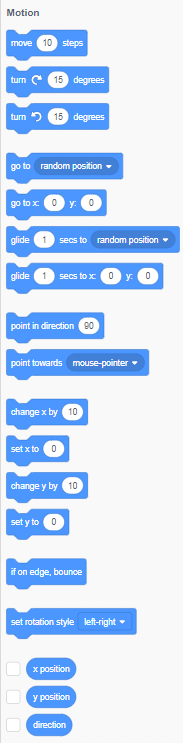 Motion
move 10 steps
turn 15 degrees
turn 15 degrees
go to random position
go to x: 0 y: 0
glide 1 secs to random position
glide 1 secs to x: 0 y: 0
point in direction 90
point towards mouse-pointer
change x by 10
set x to 0
change y by 10
set y to 0
if on edge, bounce
set rotation style left-right
x position
y position
direction